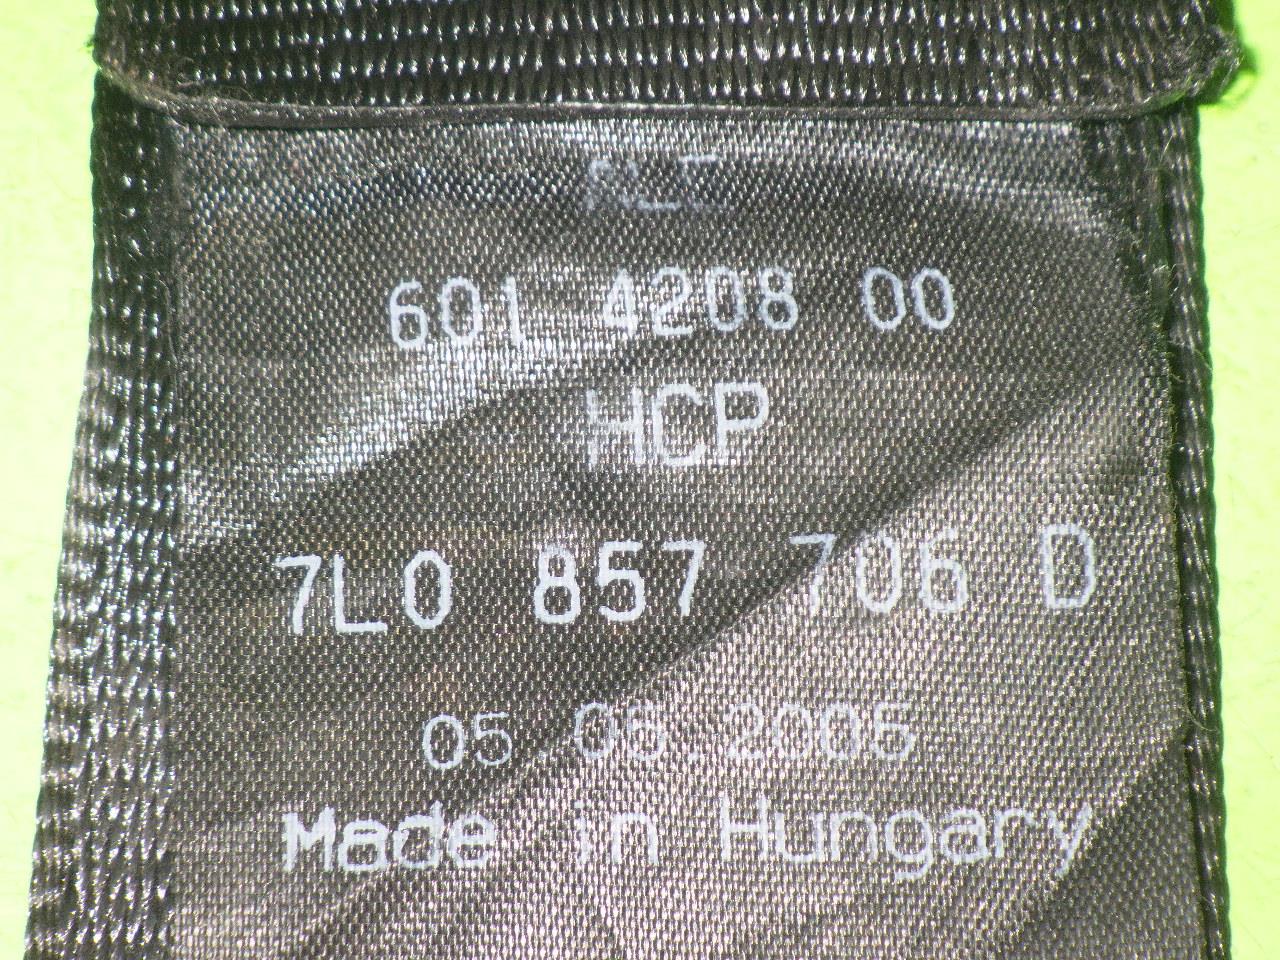 601 4208 00
HCP
7L0 857 706 D
05.06.2005
Made in Hungary